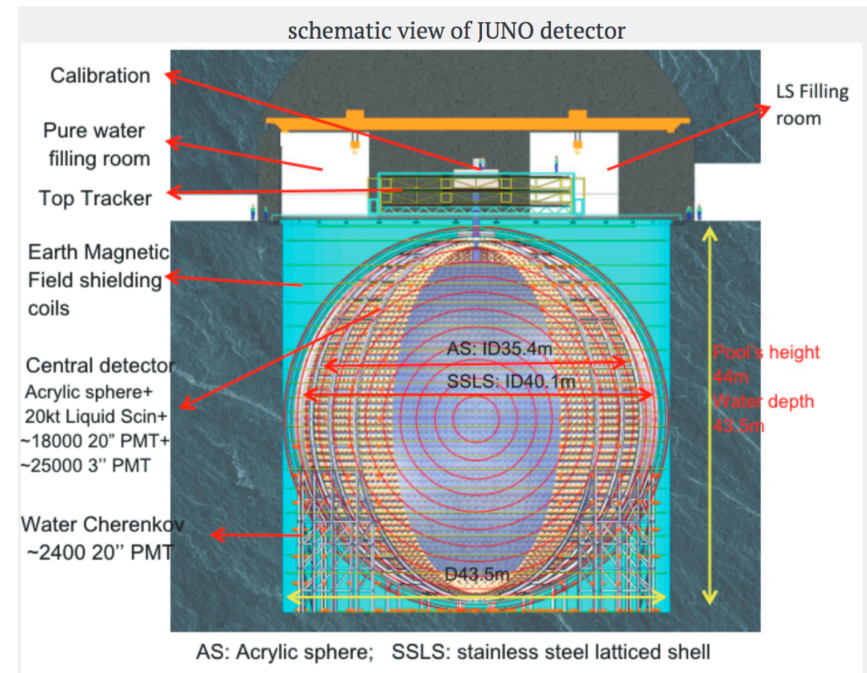 schematic view of JUNO detector
Calibration
LS Filling
room
Pure water
filling room
Top Tracker
Earth Magnetic
Field shielding
coils
AS: ID35.4m
SSLS: ID40.1m
Pool's height
44m
Water depth
43.5m
Central detector
Acrylic sphere+
20kt Liquid Scin+
~18000 20" PMT+
~25000 3'' PMT
Water Cherenkov
~2400 20'' PMT
D43.5m
AS: Acrylic sphere; SSLS: stainless steel latticed shell